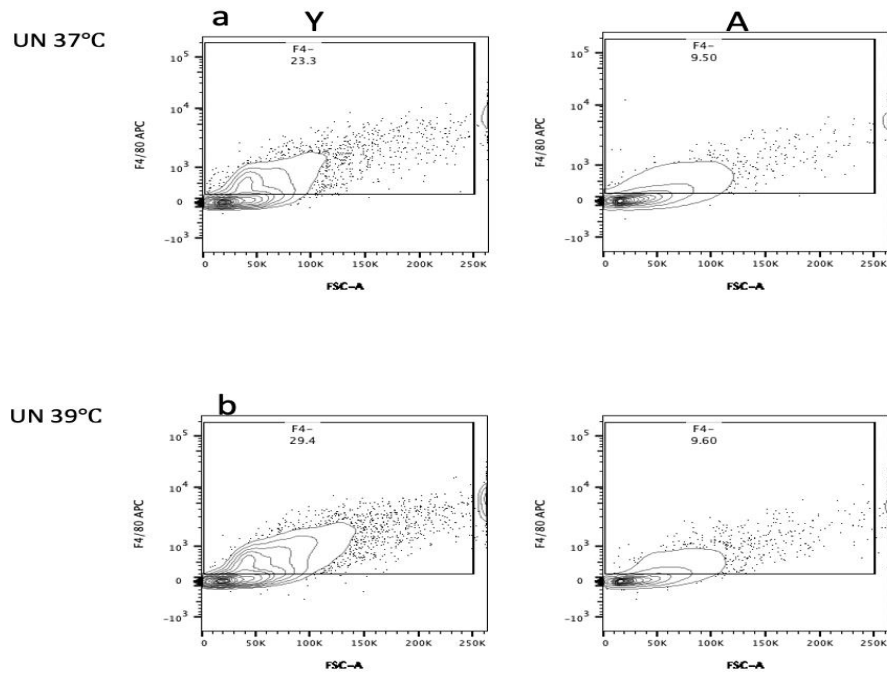 a Y A
UN 37°C
F4-
23.3
F4-
9.50
10⁵
10⁴
10³
0
-10³
F4/80 APC
0 50K 100K 150K 200K 250K
FSC-A
10⁵
10⁴
10³
0
-10³
F4/80 APC
0 50K 100K 150K 200K 250K
FSC-A
UN 39°C
b
F4-
29.4
F4-
9.60
10⁵
10⁴
10³
0
-10³
F4/80 APC
0 50K 100K 150K 200K 250K
FSC-A
10⁵
10⁴
10³
0
-10³
F4/80 APC
0 50K 100K 150K 200K 250K
FSC-A